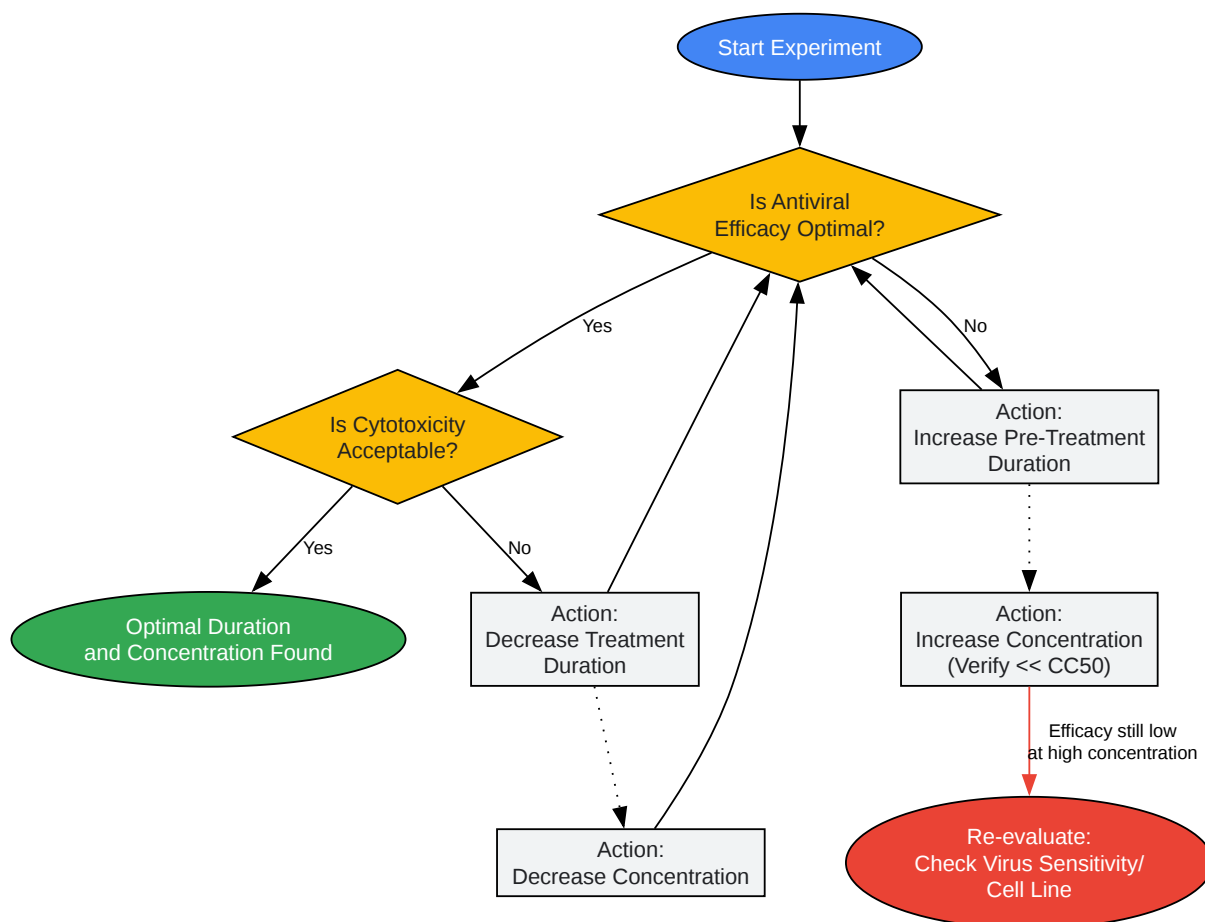 Start Experiment
Is Antiviral
Efficacy Optimal?
Yes
No
Is Cytotoxicity
Acceptable?
Action:
Increase Pre-Treatment
Duration
Yes
No
Optimal Duration
and Concentration Found
Action:
Decrease Treatment
Duration
Action:
Increase Concentration
(Verify << CC50)
Efficacy still low
at high concentration
Action:
Decrease Concentration
Re-evaluate:
Check Virus Sensitivity/
Cell Line